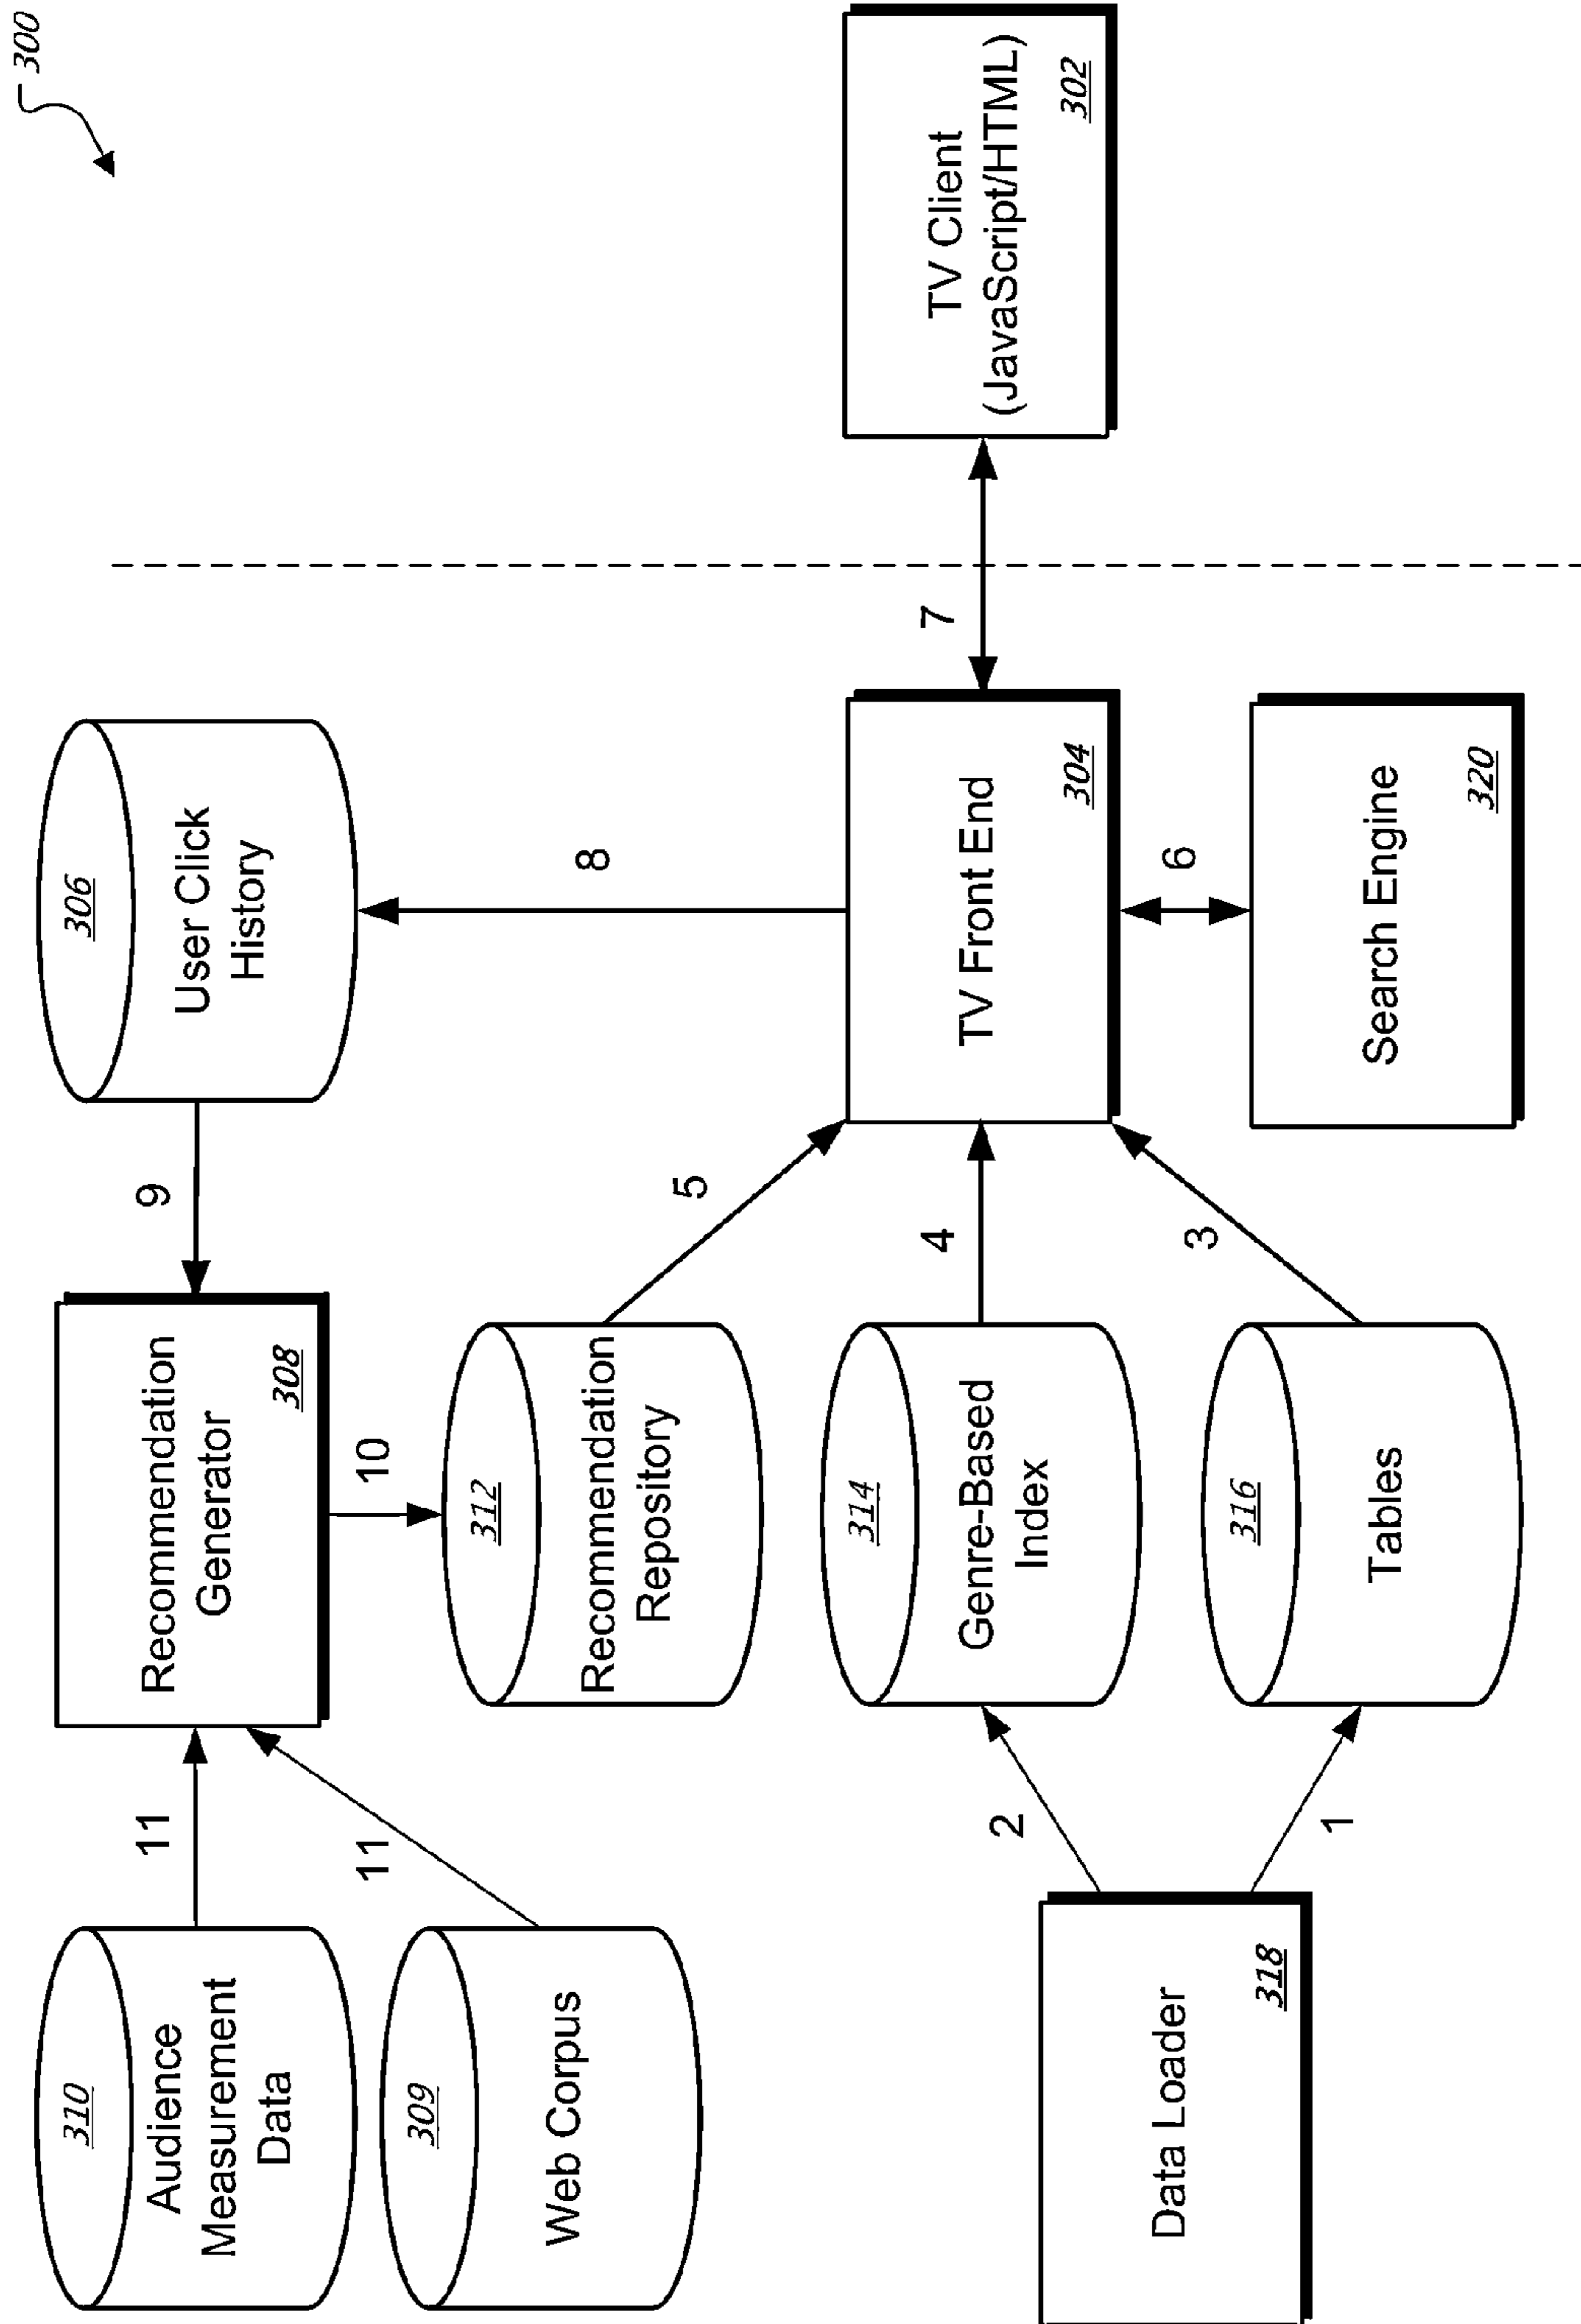 300
310
Audience
Measurement
Data
11
Recommendation
Generator
308
9
306
User Click
History
309
Web Corpus
11
10
312
Recommendation
Repository
5
8
318
Data Loader
2
1
314
Genre-Based
Index
4
316
Tables
3
TV Front End
304
6
Search Engine
320
7
TV Client
(JavaScript/HTML)
302